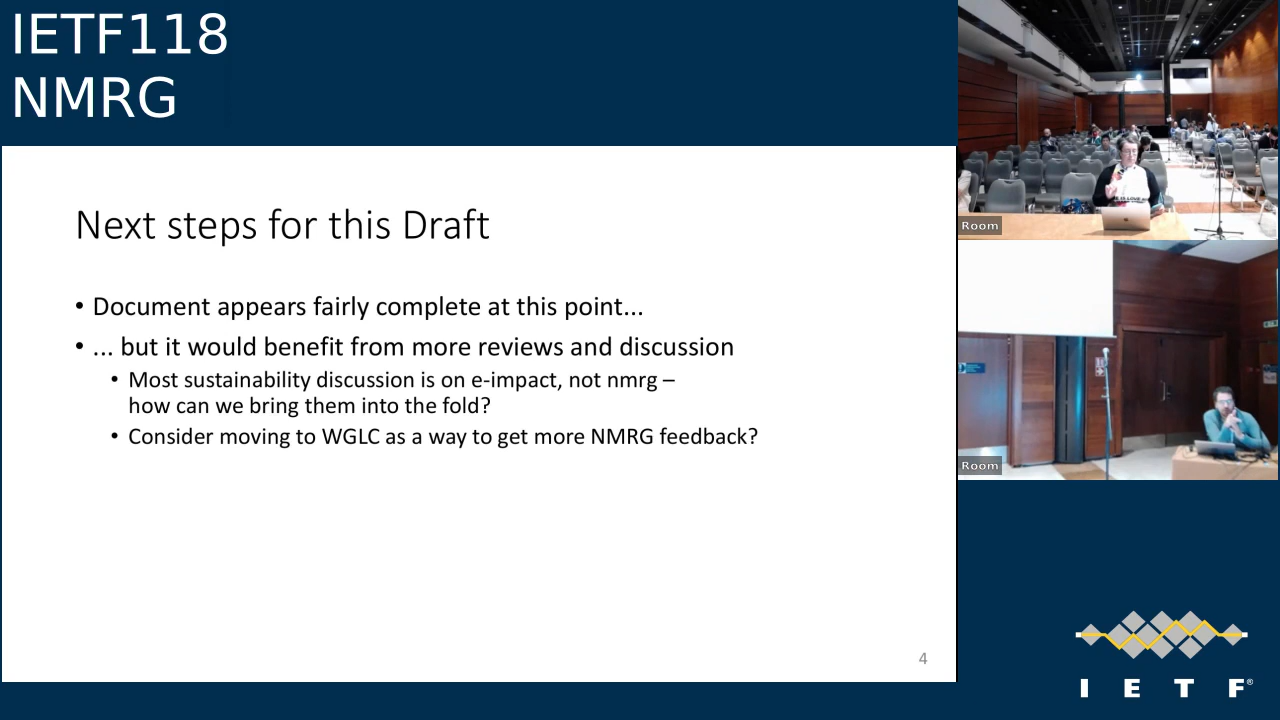 IETF118
NMRG
Next steps for this Draft
• Document appears fairly complete at this point...
• ... but it would benefit from more reviews and discussion
• Most sustainability discussion is on e-impact, not nmrg –
how can we bring them into the fold?
• Consider moving to WGLC as a way to get more NMRG feedback?
4
Room
Room
I E T F®